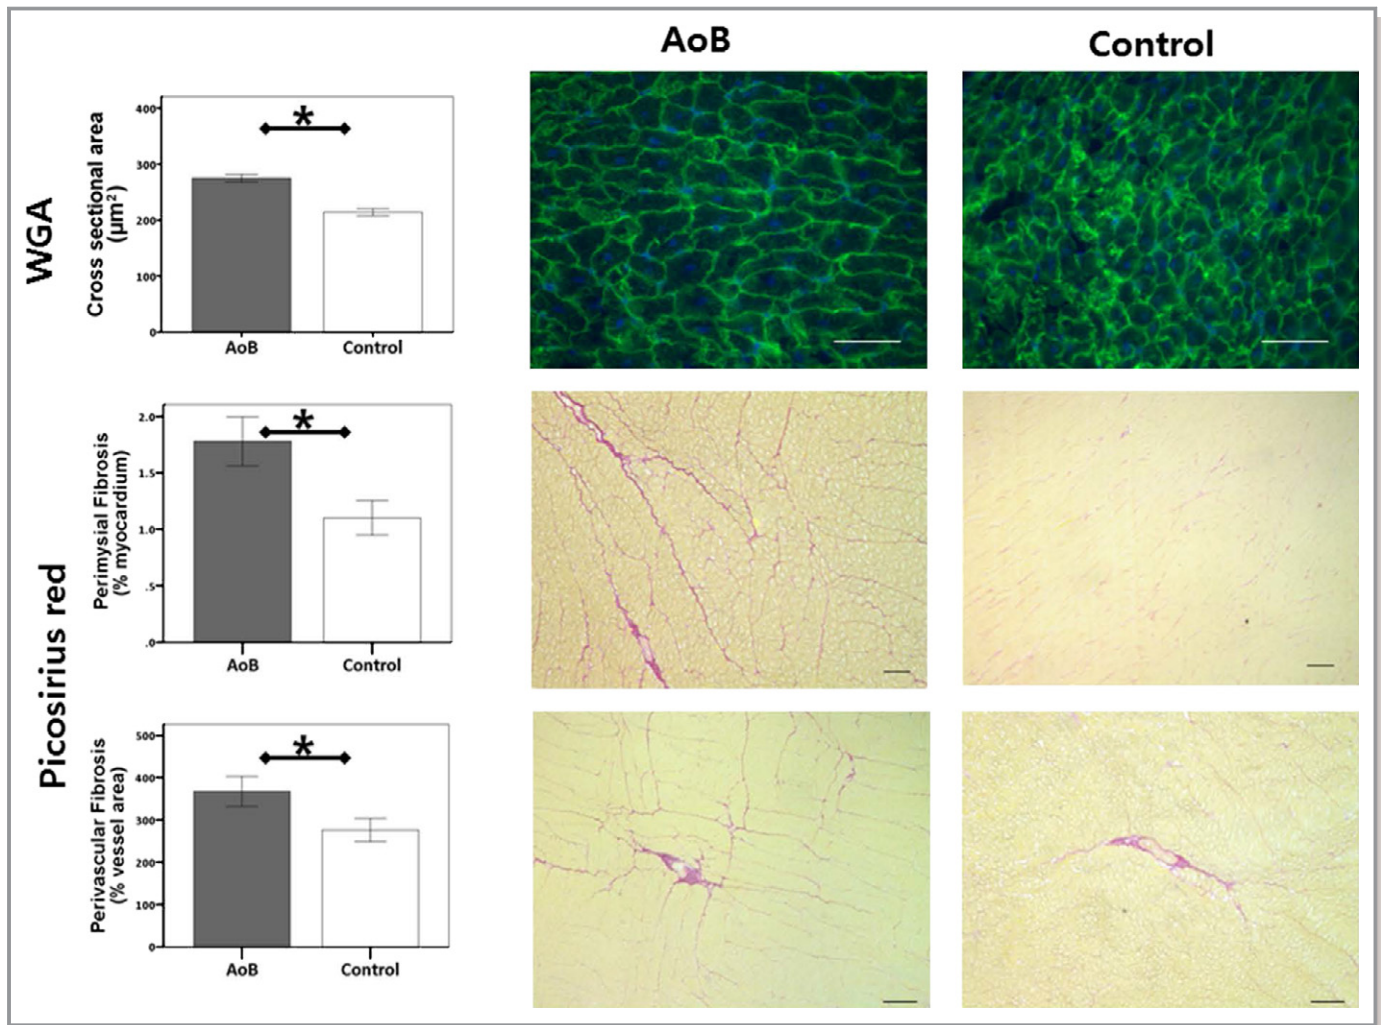 AoB
Control
WGA
Cross sectional area
(µm²)
400
300
200
100
0
*
AoB
Control
Picosirius red
Perimysial Fibrosis
(% myocardium)
2.0
1.5
1.0
.5
.0
*
AoB
Control
Perivascular Fibrosis
(% vessel area)
500
400
300
200
100
0
*
AoB
Control